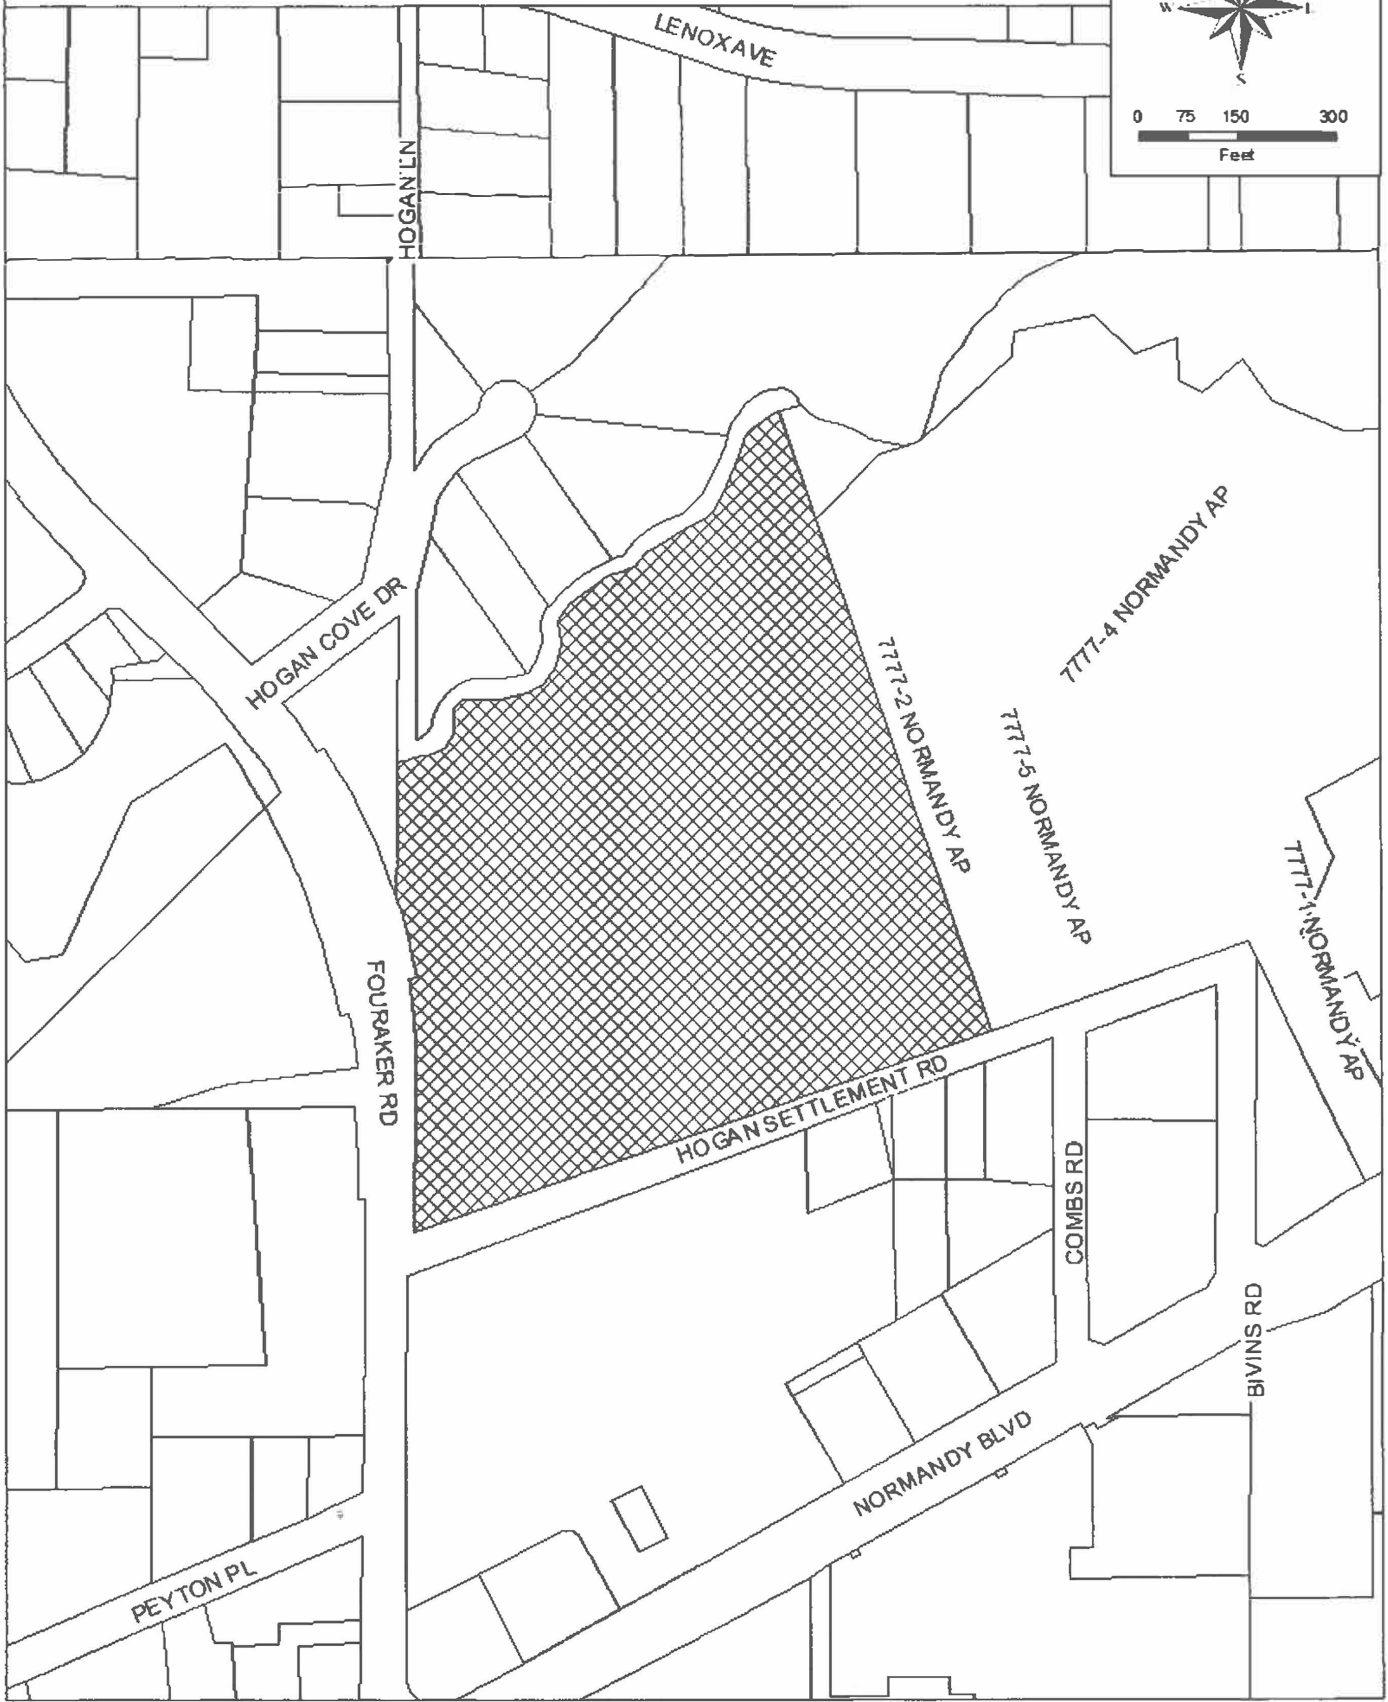 LENOX AVE
W
S
0 75 150 300
Feet
HOGAN LN
HOGAN COVE DR
7777-4 NORMANDY AP
7777-2 NORMANDY AP
7777-5 NORMANDY AP
7777-1 NORMANDY AP
FOURAKER RD
HOGAN SETTLEMENT RD
COMBS RD
BIVINS RD
NORMANDY BLVD
PEYTON PL